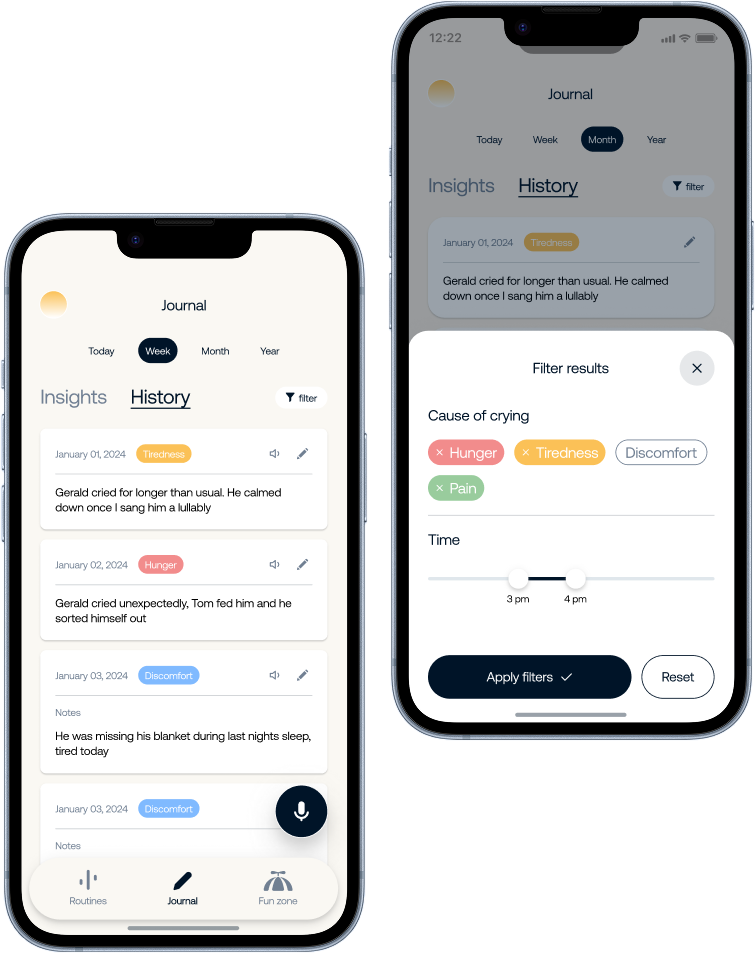 Journal
Today Week Month Year
Insights History filter
January 01, 2024 Tiredness
Gerald cried for longer than usual. He calmed
down once I sang him a lullably
January 02, 2024 Hunger
Gerald cried unexpectedly, Tom fed him and he
sorted himself out
January 03, 2024 Discomfort
Notes
He was missing his blanket during last nights sleep,
tired today
January 03, 2024 Discomfort
Notes
Routines Journal Fun zone
12:22
Journal
Today Week Month Year
Insights History filter
January 01, 2024 Tiredness
Gerald cried for longer than usual. He calmed
down once I sang him a lullably
Filter results
Cause of crying
Hunger Tiredness Discomfort
Pain
Time
3 pm 4 pm
Apply filters Reset